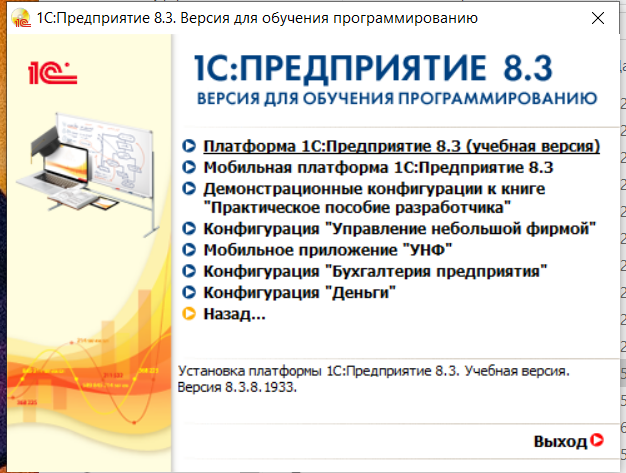 1С:Предприятие 8.3. Версия для обучения программированию
1С
1С:ПРЕДПРИЯТИЕ 8.3
ВЕРСИЯ ДЛЯ ОБУЧЕНИЯ ПРОГРАММИРОВАНИЮ
Платформа 1С:Предприятие 8.3 (учебная версия)
Мобильная платформа 1С:Предприятие 8.3
Демонстрационные конфигурации к книге
"Практическое пособие разработчика"
Конфигурация "Управление небольшой фирмой"
Мобильное приложение "УНФ"
Конфигурация "Бухгалтерия предприятия"
Конфигурация "Деньги"
Назад...
Установка платформы 1С:Предприятие 8.3. Учебная версия.
Версия 8.3.8.1933.
Выход